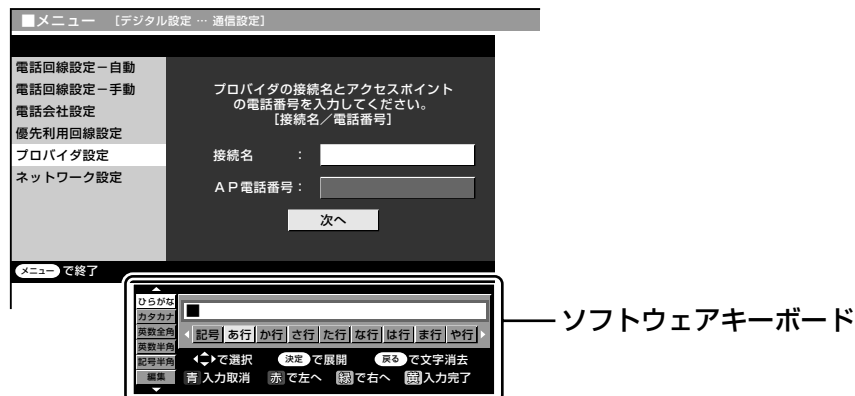 ■メニュー [デジタル設定 … 通信設定]
電話回線設定－自動
電話回線設定－手動
電話会社設定
優先利用回線設定
プロバイダ設定
ネットワーク設定
プロバイダの接続名とアクセスポイント
の電話番号を入力してください。
[接続名／電話番号]
接続名 ：
ＡＰ電話番号：
次へ
メニュー で終了
ひらがな
カタカナ
英数全角
英数半角
記号半角
編集
記号 あ行 か行 さ行 た行 な行 は行 ま行 や行
で選択 決定 で展開 戻る で文字消去
青 入力取消 赤 で左へ 緑 で右へ 黄 入力完了
ソフトウェアキーボード